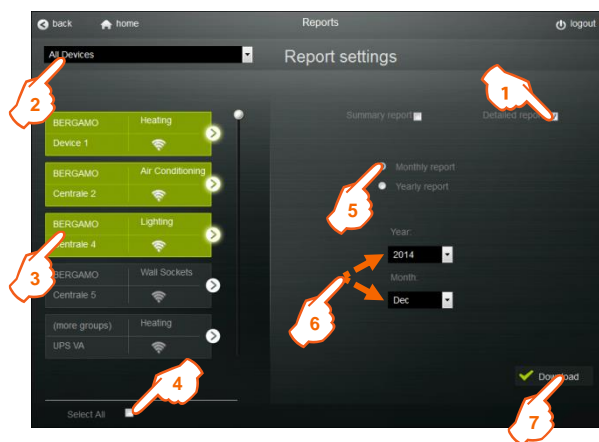 back home Reports logout
All Devices
Report settings
1
2
Summary report Detailed report
BERGAMO Heating
Device 1
BERGAMO Air Conditioning
Centrale 2
Monthly report
Yearly report
5
BERGAMO Lighting
Centrale 4
3
Year:
2014
Month:
Dec
6
BERGAMO Wall Sockets
Centrale 5
(more groups) Heating
UPS VA
4
Select All
Download
7